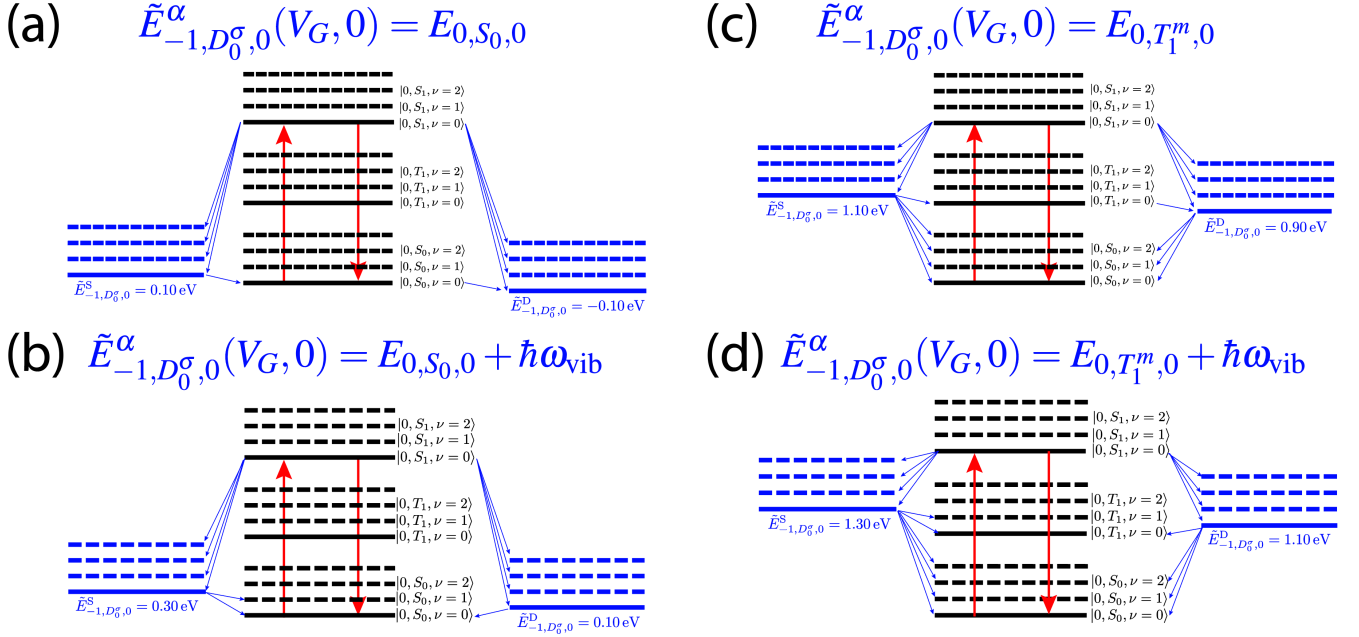 (a) Ẽ^α_{−1,D_0^σ,0}(V_G, 0) = E_{0,S_0,0}
|0, S_1, ν = 2⟩
|0, S_1, ν = 1⟩
|0, S_1, ν = 0⟩
|0, T_1, ν = 2⟩
|0, T_1, ν = 1⟩
|0, T_1, ν = 0⟩
|0, S_0, ν = 2⟩
|0, S_0, ν = 1⟩
|0, S_0, ν = 0⟩
Ẽ^S_{−1,D_0^σ,0} = 0.10 eV
Ẽ^D_{−1,D_0^σ,0} = −0.10 eV
(b) Ẽ^α_{−1,D_0^σ,0}(V_G, 0) = E_{0,S_0,0} + ħω_vib
|0, S_1, ν = 2⟩
|0, S_1, ν = 1⟩
|0, S_1, ν = 0⟩
|0, T_1, ν = 2⟩
|0, T_1, ν = 1⟩
|0, T_1, ν = 0⟩
|0, S_0, ν = 2⟩
|0, S_0, ν = 1⟩
|0, S_0, ν = 0⟩
Ẽ^S_{−1,D_0^σ,0} = 0.30 eV
Ẽ^D_{−1,D_0^σ,0} = 0.10 eV
(c) Ẽ^α_{−1,D_0^σ,0}(V_G, 0) = E_{0,T_1^m,0}
|0, S_1, ν = 2⟩
|0, S_1, ν = 1⟩
|0, S_1, ν = 0⟩
|0, T_1, ν = 2⟩
|0, T_1, ν = 1⟩
|0, T_1, ν = 0⟩
|0, S_0, ν = 2⟩
|0, S_0, ν = 1⟩
|0, S_0, ν = 0⟩
Ẽ^S_{−1,D_0^σ,0} = 1.10 eV
Ẽ^D_{−1,D_0^σ,0} = 0.90 eV
(d) Ẽ^α_{−1,D_0^σ,0}(V_G, 0) = E_{0,T_1^m,0} + ħω_vib
|0, S_1, ν = 2⟩
|0, S_1, ν = 1⟩
|0, S_1, ν = 0⟩
|0, T_1, ν = 2⟩
|0, T_1, ν = 1⟩
|0, T_1, ν = 0⟩
|0, S_0, ν = 2⟩
|0, S_0, ν = 1⟩
|0, S_0, ν = 0⟩
Ẽ^S_{−1,D_0^σ,0} = 1.30 eV
Ẽ^D_{−1,D_0^σ,0} = 1.10 eV